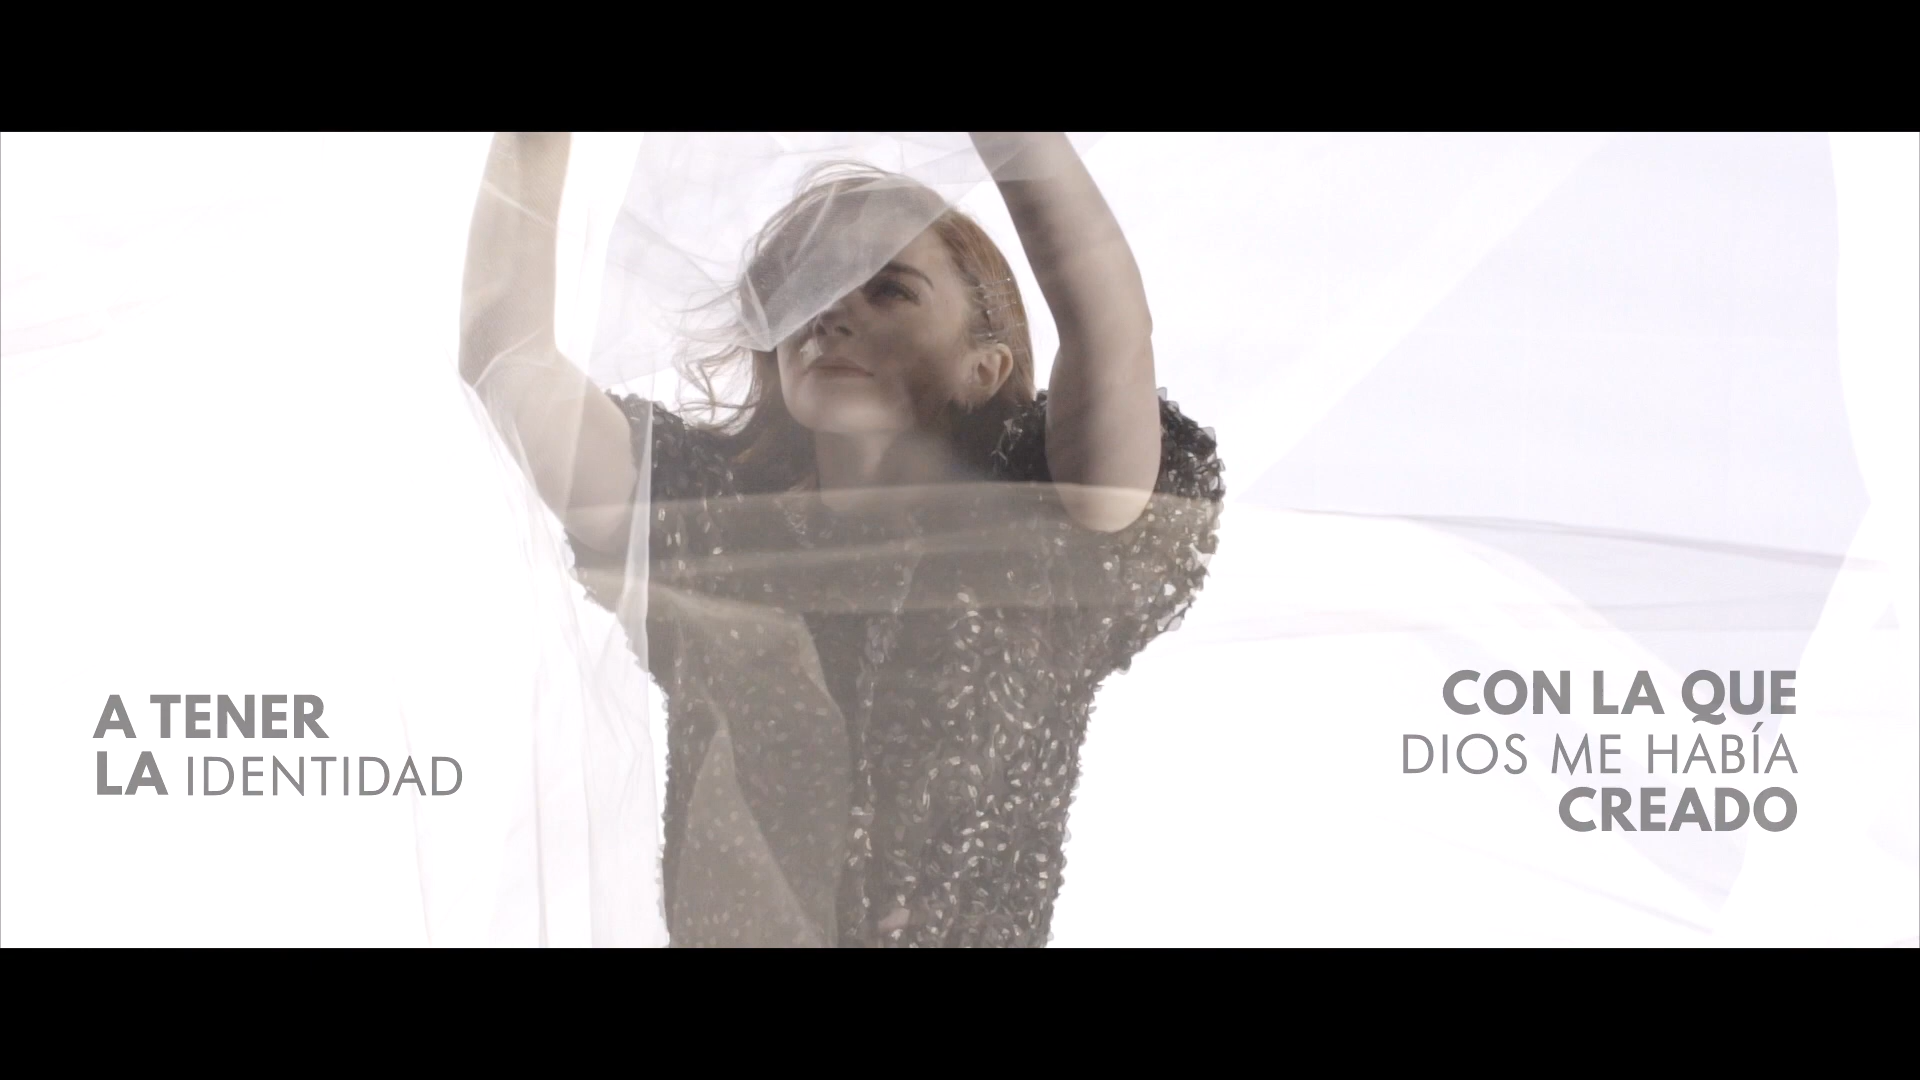 A TENER
LA IDENTIDAD
CON LA QUE
DIOS ME HABÍA
CREADO